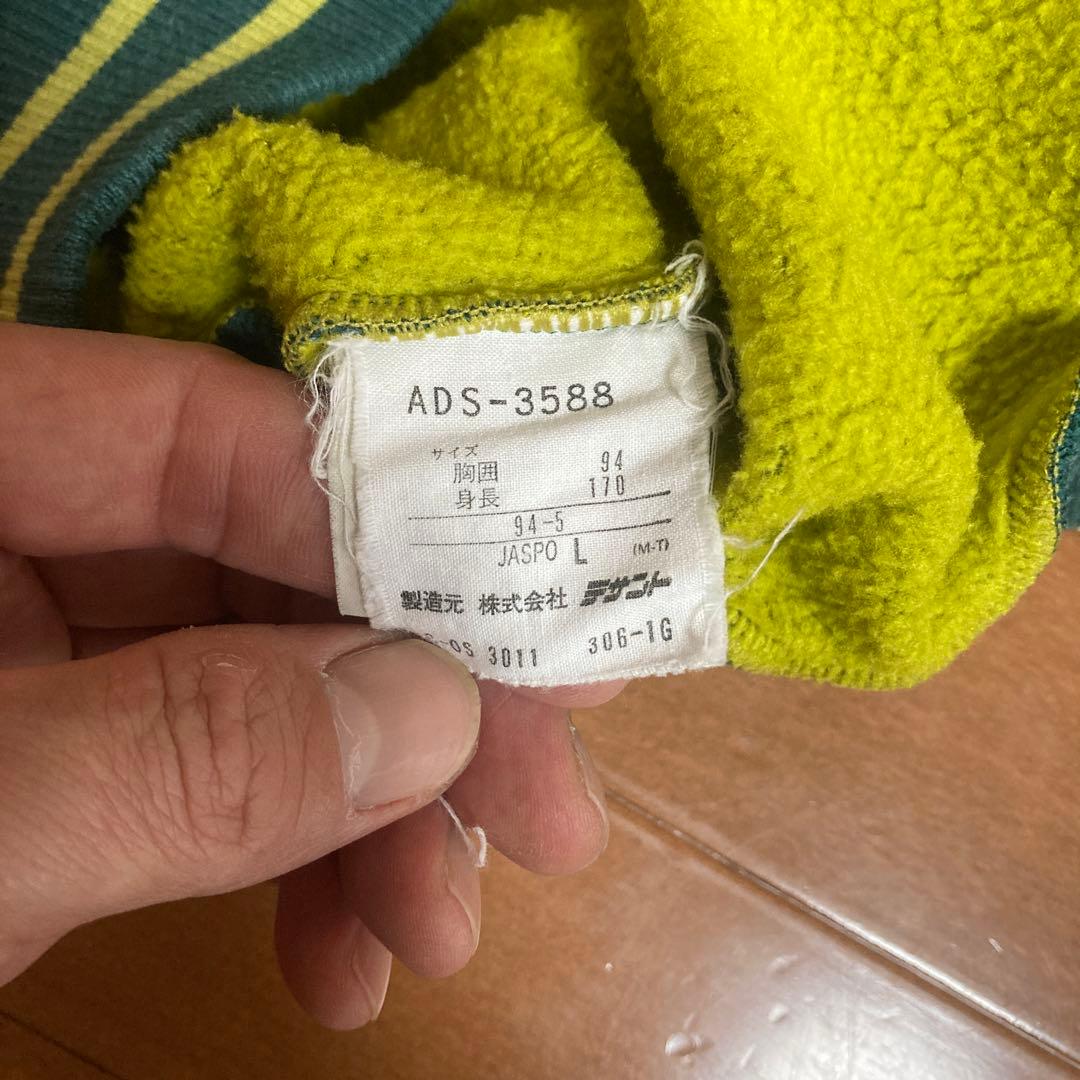 ADS-3588
サイズ
胸囲 94
身長 170
94-5
JASPO L (M-T)
製造元 株式会社 デサント
OS 3011 306-1G